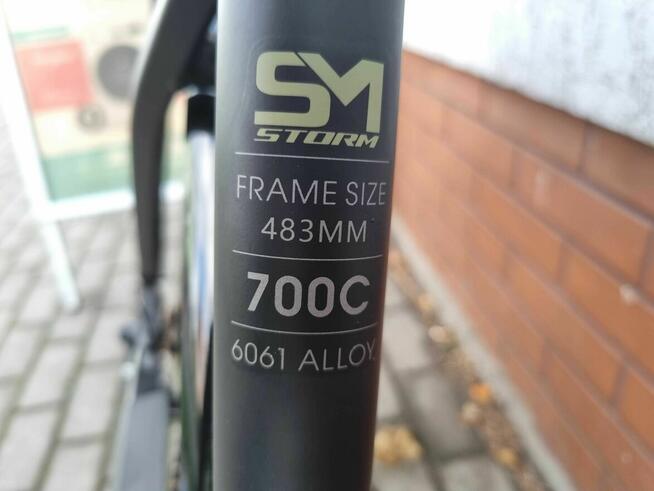 SM
STORM
FRAME SIZE
483MM
700C
6061 ALLOY